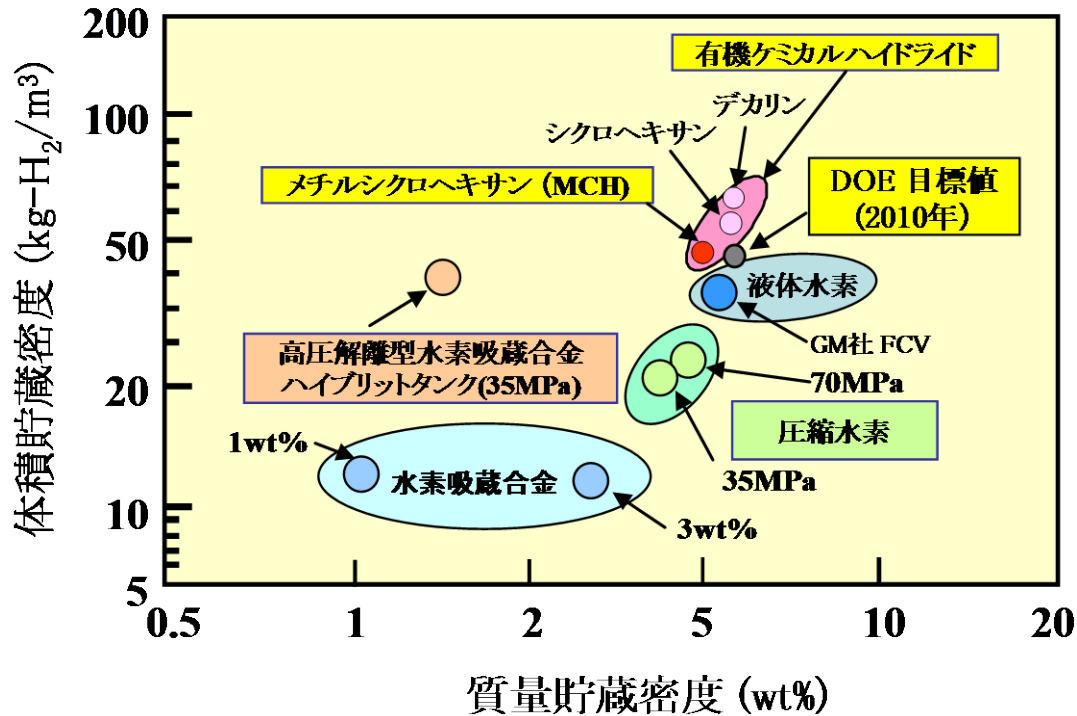 200
100
50
20
10
5
体積貯蔵密度 (kg-H₂/m³)
有機ケミカルハイドライド
デカリン
シクロヘキサン
メチルシクロヘキサン (MCH)
DOE 目標値
(2010年)
液体水素
GM社 FCV
高圧解離型水素吸蔵合金
ハイブリットタンク(35MPa)
70MPa
圧縮水素
35MPa
1wt%
水素吸蔵合金
3wt%
0.5
1
2
5
10
20
質量貯蔵密度 (wt%)